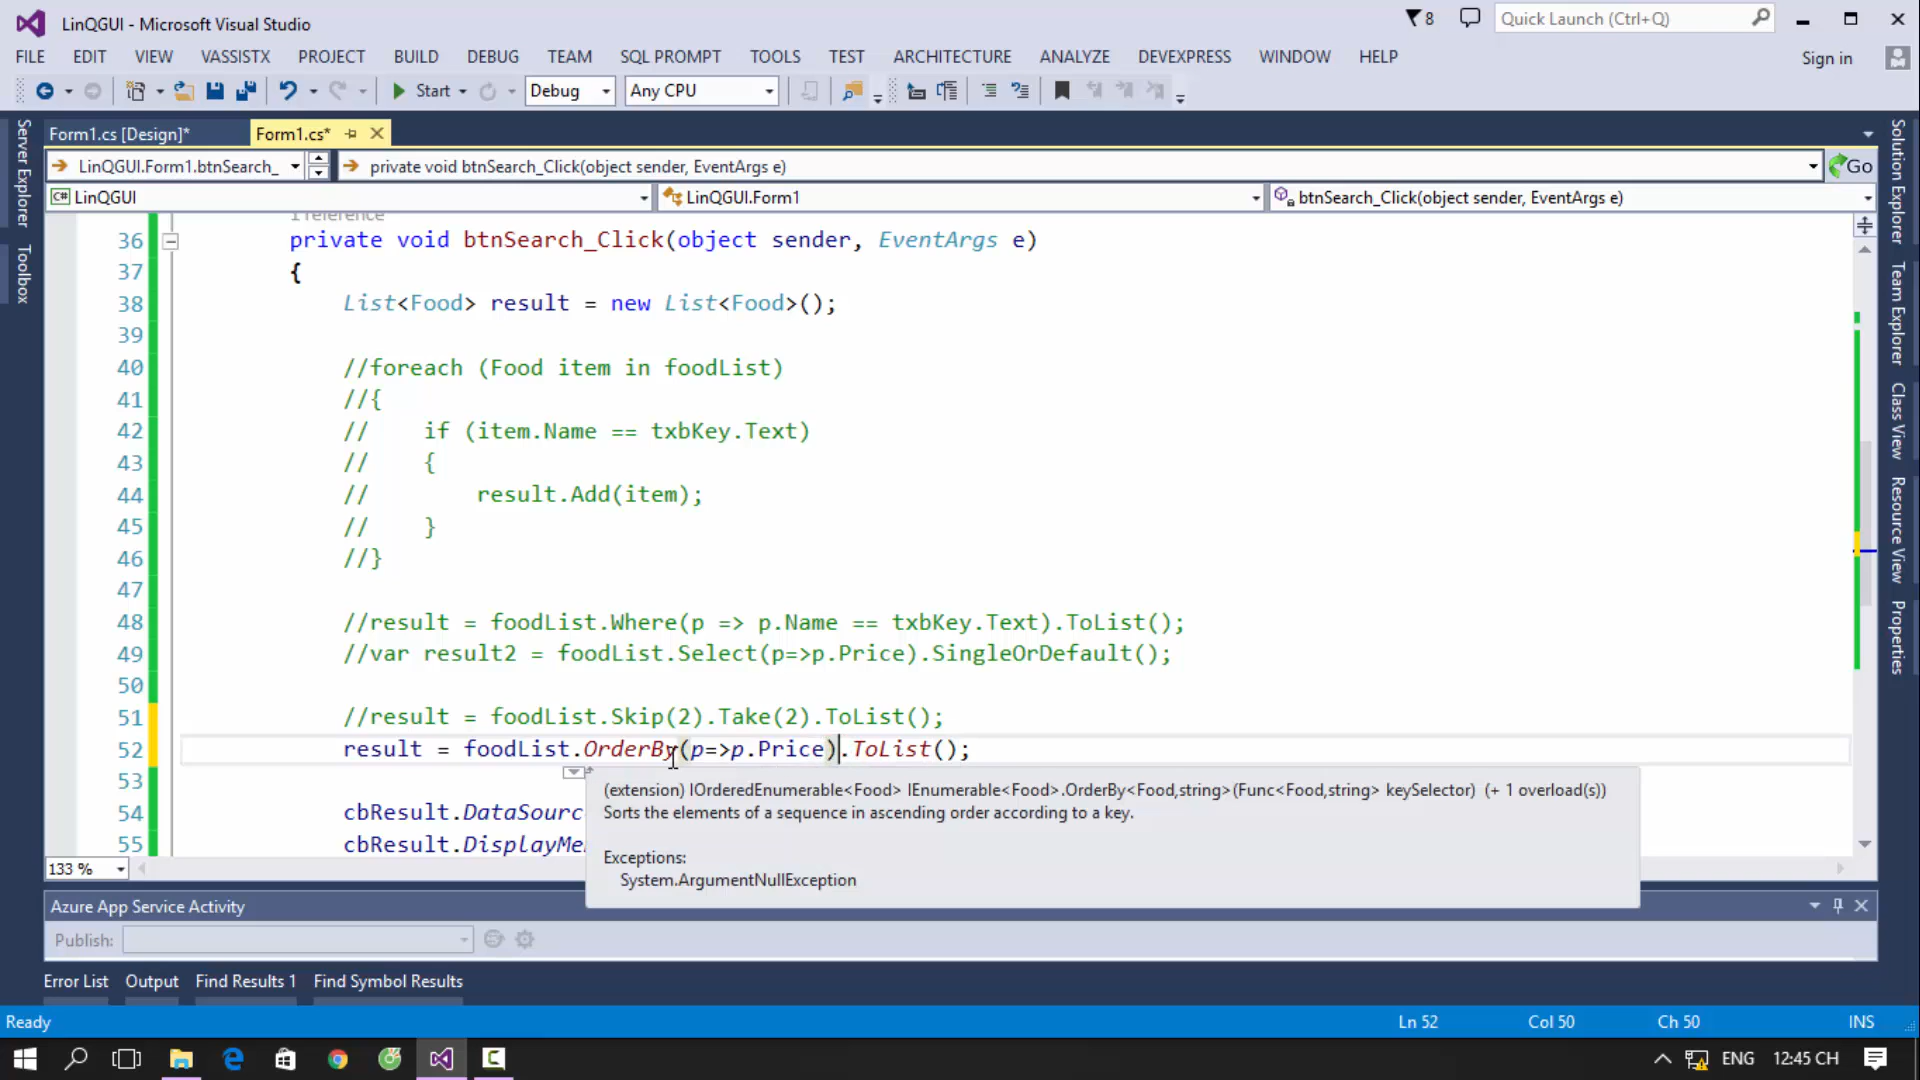 LinQGUI - Microsoft Visual Studio
8
Quick Launch (Ctrl+Q)
FILE EDIT VIEW VASSISTX PROJECT BUILD DEBUG TEAM SQL PROMPT TOOLS TEST ARCHITECTURE ANALYZE DEVEXPRESS WINDOW HELP
Sign in
Start Debug Any CPU
Form1.cs [Design]* Form1.cs*
LinQGUI.Form1.btnSearch_ private void btnSearch_Click(object sender, EventArgs e) Go
C# LinQGUI LinQGUI.Form1 btnSearch_Click(object sender, EventArgs e)
Server Explorer
Toolbox
1 reference
36 private void btnSearch_Click(object sender, EventArgs e)
37 {
38 List<Food> result = new List<Food>();
39
40 //foreach (Food item in foodList)
41 //{
42 //    if (item.Name == txbKey.Text)
43 //    {
44 //        result.Add(item);
45 //    }
46 //}
47
48 //result = foodList.Where(p => p.Name == txbKey.Text).ToList();
49 //var result2 = foodList.Select(p=>p.Price).SingleOrDefault();
50
51 //result = foodList.Skip(2).Take(2).ToList();
52 result = foodList.OrderBy(p=>p.Price).ToList();
53
54 cbResult.DataSourc
55 cbResult.DisplayMe
(extension) IOrderedEnumerable<Food> IEnumerable<Food>.OrderBy<Food,string>(Func<Food,string> keySelector) (+ 1 overload(s))
Sorts the elements of a sequence in ascending order according to a key.
Exceptions:
System.ArgumentNullException
Solution Explorer
Team Explorer
Class View
Resource View
Properties
133 %
Azure App Service Activity
Publish:
Error List Output Find Results 1 Find Symbol Results
Ready Ln 52 Col 50 Ch 50 INS
ENG 12:45 CH